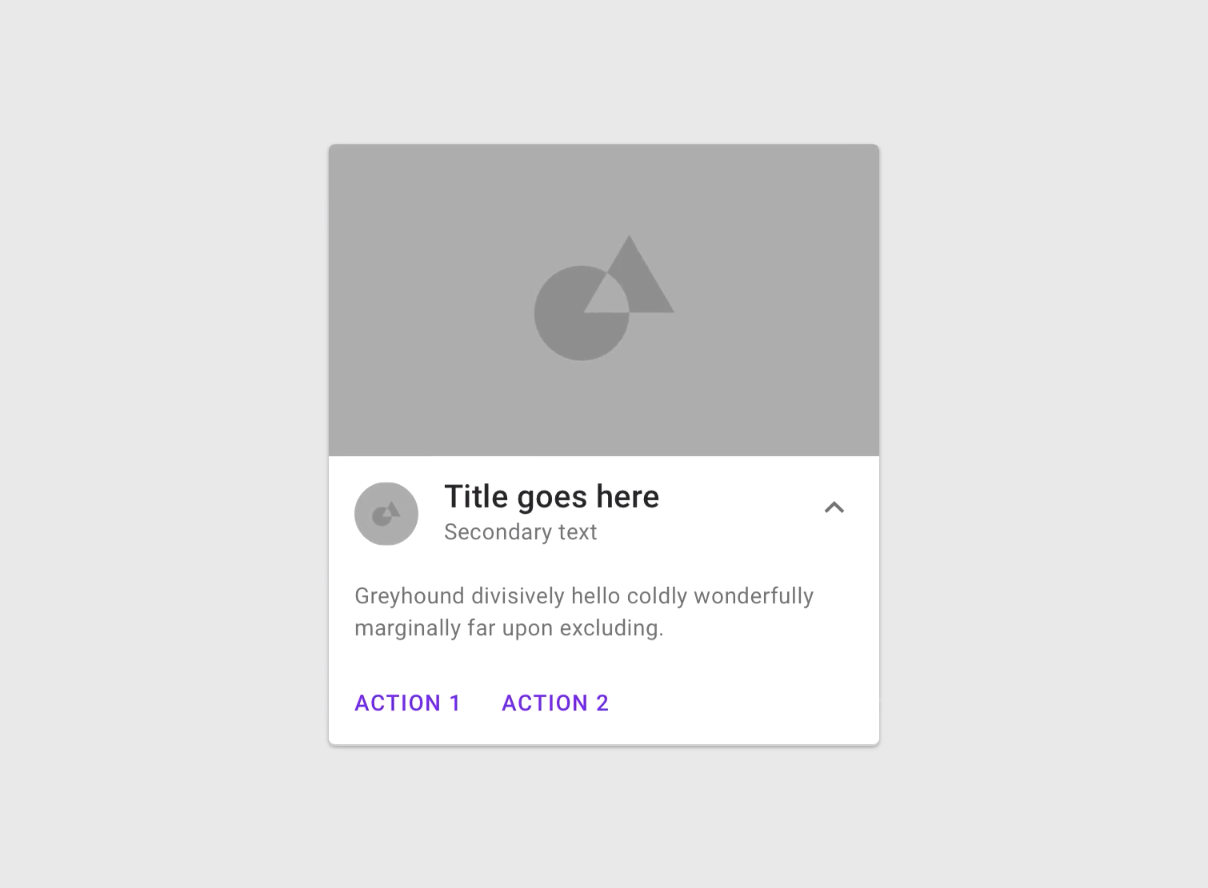 Title goes here
Secondary text
Greyhound divisively hello coldly wonderfully
marginally far upon excluding.
ACTION 1 ACTION 2